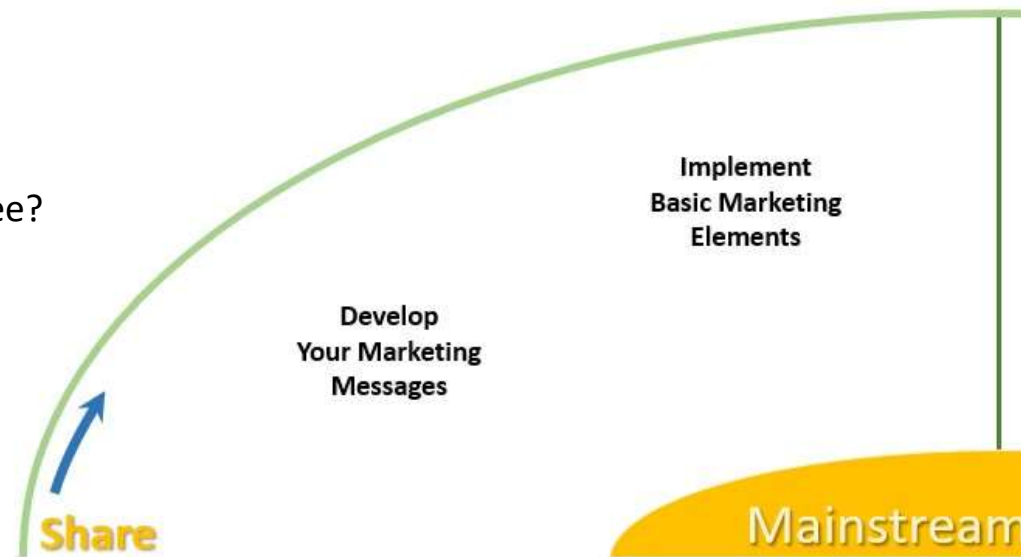 ee?
Implement
Basic Marketing
Elements
Develop
Your Marketing
Messages
Share
Mainstream